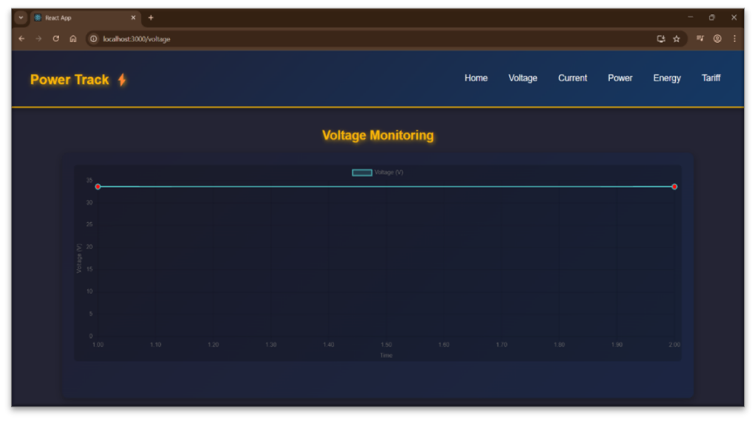 React App
localhost:3000/voltage
Power Track
Home Voltage Current Power Energy Tariff
Voltage Monitoring
Voltage (V)
35
30
25
20
15
10
5
0
Voltage (V)
1.00 1.10 1.20 1.30 1.40 1.50 1.60 1.70 1.80 1.90 2.00
Time